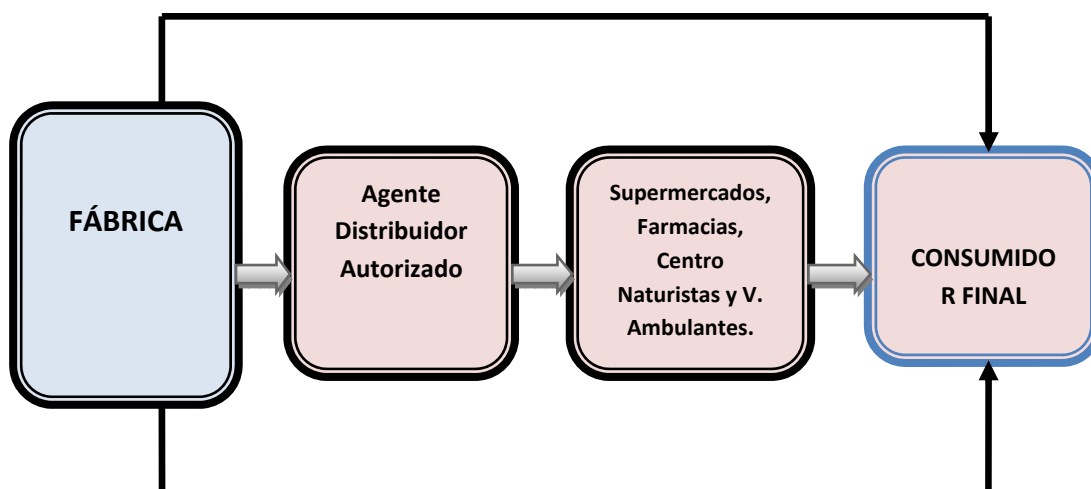 FÁBRICA
Agente
Distribuidor
Autorizado
Supermercados,
Farmacias,
Centro
Naturistas y V.
Ambulantes.
CONSUMIDO
R FINAL